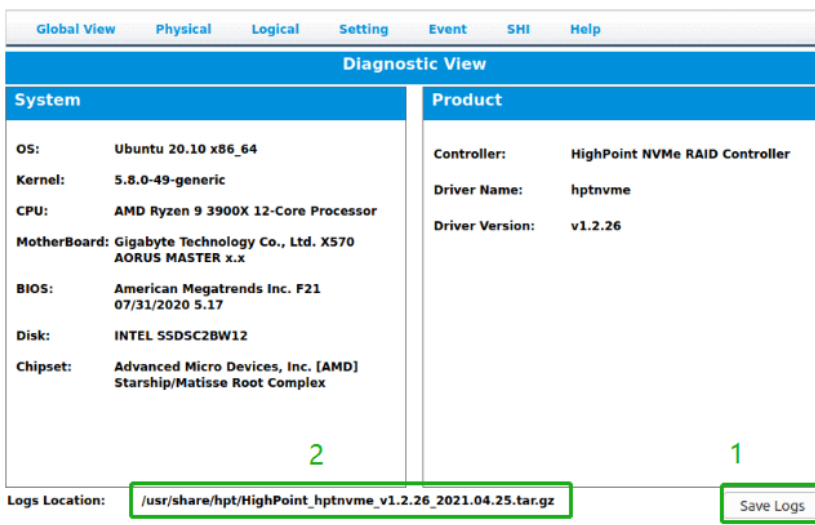 Global View Physical Logical Setting Event SHI Help
Diagnostic View
System
OS: Ubuntu 20.10 x86_64
Kernel: 5.8.0-49-generic
CPU: AMD Ryzen 9 3900X 12-Core Processor
MotherBoard: Gigabyte Technology Co., Ltd. X570
AORUS MASTER x.x
BIOS: American Megatrends Inc. F21
07/31/2020 5.17
Disk: INTEL SSDSC2BW12
Chipset: Advanced Micro Devices, Inc. [AMD]
Starship/Matisse Root Complex
Product
Controller: HighPoint NVMe RAID Controller
Driver Name: hptnvme
Driver Version: v1.2.26
2
1
Logs Location: /usr/share/hpt/HighPoint_hptnvme_v1.2.26_2021.04.25.tar.gz
Save Logs